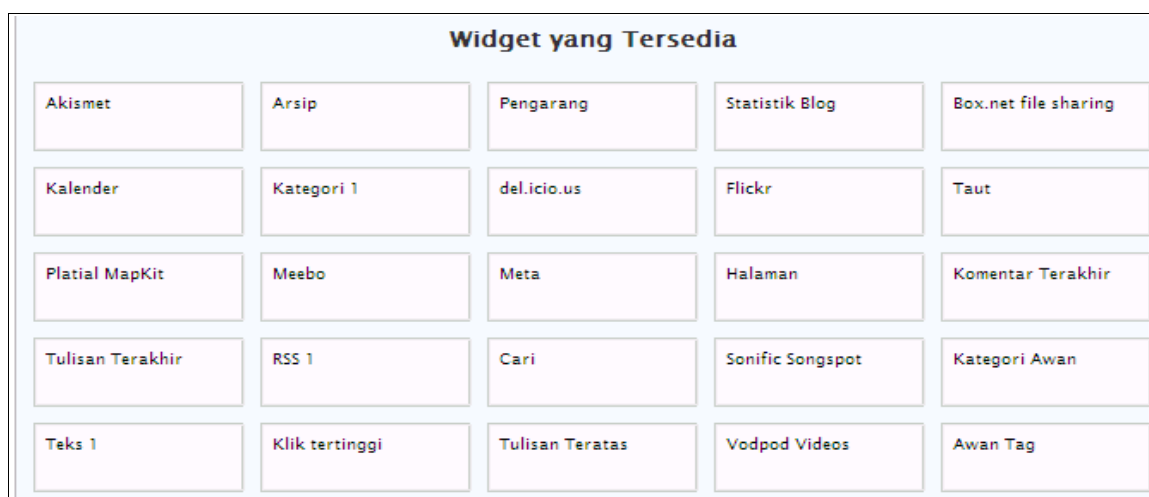 Widget yang Tersedia
Akismet
Arsip
Pengarang
Statistik Blog
Box.net file sharing
Kalender
Kategori 1
del.icio.us
Flickr
Taut
Platial MapKit
Meebo
Meta
Halaman
Komentar Terakhir
Tulisan Terakhir
RSS 1
Cari
Sonific Songspot
Kategori Awan
Teks 1
Klik tertinggi
Tulisan Teratas
Vodpod Videos
Awan Tag